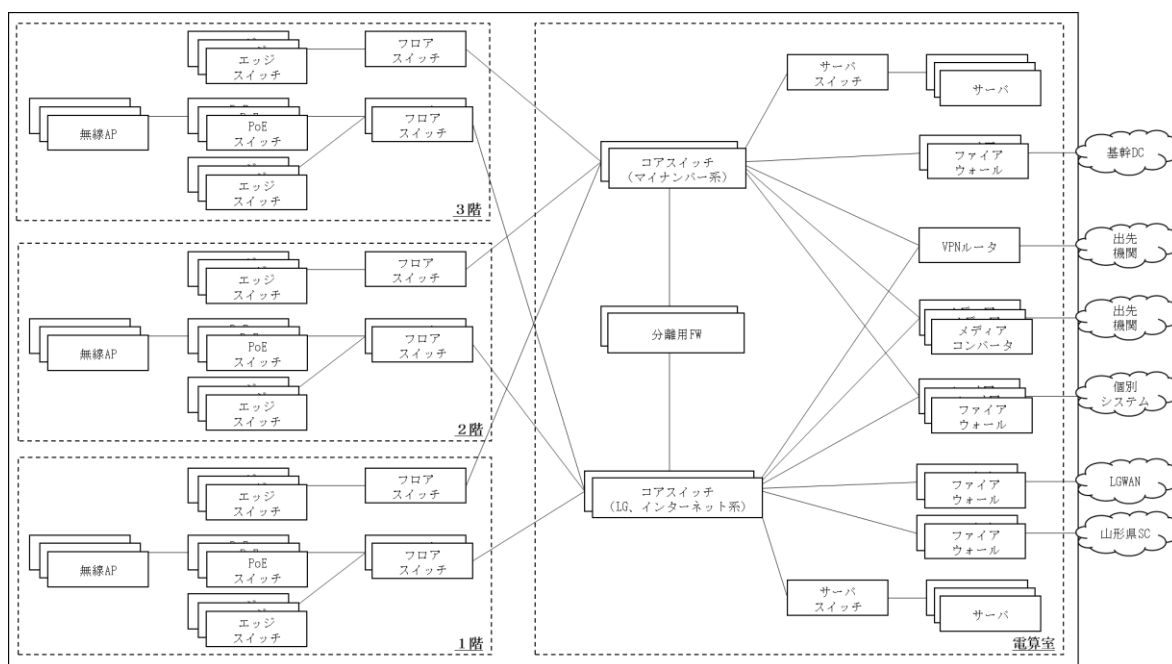 エッジ
スイッチ
フロア
スイッチ
無線AP
PoE
スイッチ
フロア
スイッチ
エッジ
スイッチ
3階
エッジ
スイッチ
フロア
スイッチ
無線AP
PoE
スイッチ
フロア
スイッチ
エッジ
スイッチ
2階
エッジ
スイッチ
フロア
スイッチ
無線AP
PoE
スイッチ
フロア
スイッチ
エッジ
スイッチ
1階
コアスイッチ
(マイナンバー系)
分離用FW
コアスイッチ
(LG、インターネット系)
サーバ
スイッチ
サーバ
ファイア
ウォール
基幹DC
VPNルータ
出先
機関
メディア
コンバータ
出先
機関
ファイア
ウォール
個別
システム
ファイア
ウォール
LGWAN
ファイア
ウォール
山形県SC
サーバ
スイッチ
サーバ
電算室